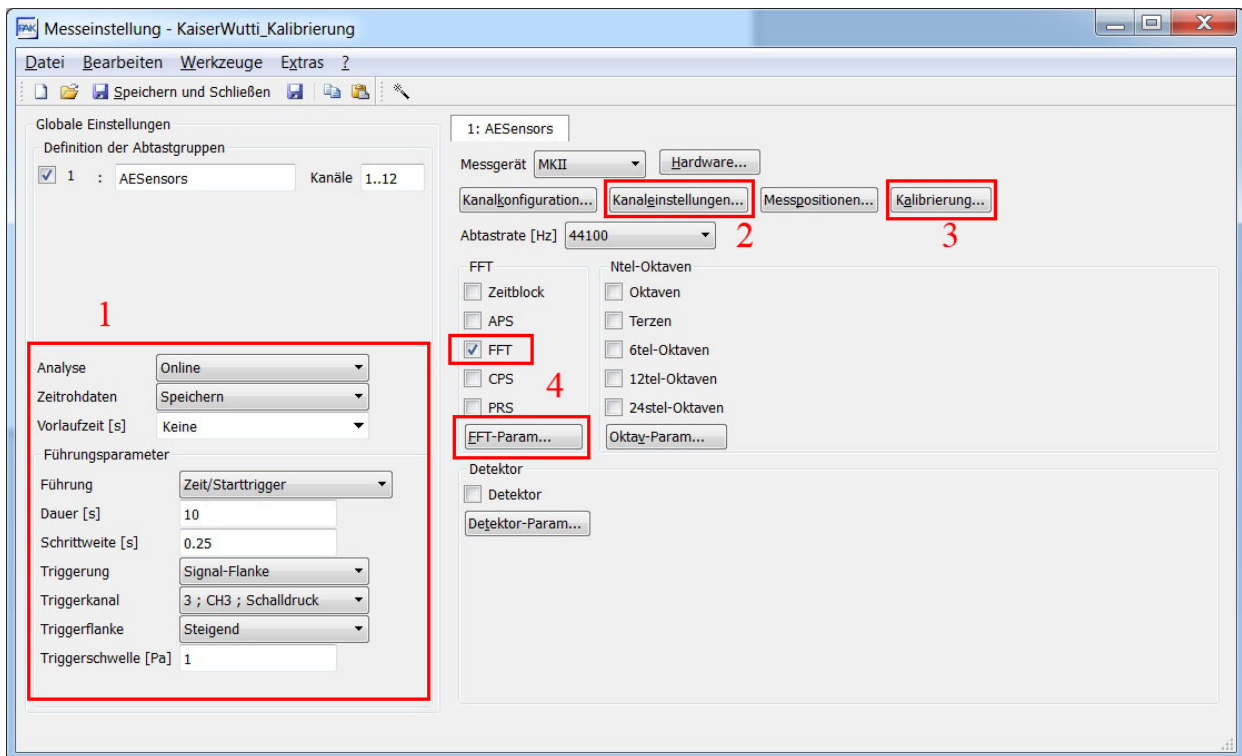 PAK Messeinstellung - KaiserWutti_Kalibrierung
Datei Bearbeiten Werkzeuge Extras ?
Speichern und Schließen
Globale Einstellungen
Definition der Abtastgruppen
1 : AESensors Kanäle 1..12
1
Analyse Online
Zeitrohdaten Speichern
Vorlaufzeit [s] Keine
Führungsparameter
Führung Zeit/Starttrigger
Dauer [s] 10
Schrittweite [s] 0.25
Triggerung Signal-Flanke
Triggerkanal 3 ; CH3 ; Schalldruck
Triggerflanke Steigend
Triggerschwelle [Pa] 1
1: AESensors
Messgerät MKII Hardware...
Kanalkonfiguration... Kanaleinstellungen... Messpositionen... Kalibrierung...
2 3
Abtastrate [Hz] 44100
FFT
Zeitblock
APS
FFT
CPS
4
PRS
FFT-Param...
Ntel-Oktaven
Oktaven
Terzen
6tel-Oktaven
12tel-Oktaven
24stel-Oktaven
Oktav-Param...
Detektor
Detektor
Detektor-Param...